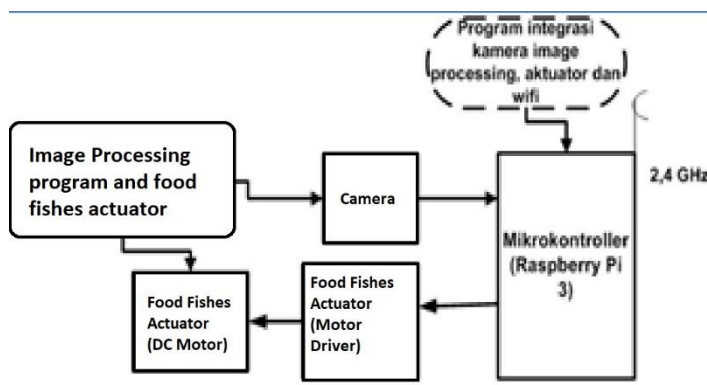 Program integrasi
kamera image
processing, aktuator dan
wifi
Image Processing
program and food
fishes actuator
Camera
2,4 GHz
Mikrokontroller
(Raspberry Pi
3)
Food Fishes
Actuator
(DC Motor)
Food Fishes
Actuator
(Motor
Driver)